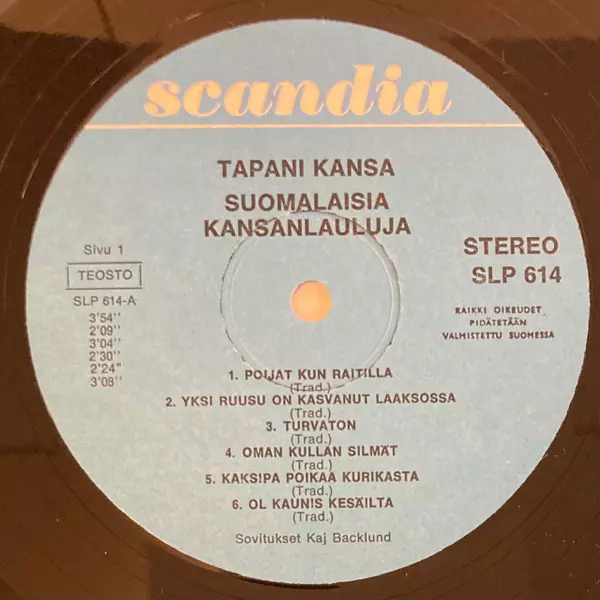 scandia
TAPANI KANSA
SUOMALAISIA
KANSANLAULUJA
Sivu 1
TEOSTO
SLP 614-A
3'54''
2'09''
3'04''
2'30''
2'24"
3'08''
STEREO
SLP 614
KAIKKI OIKEUDET
PIDÄTETÄÄN
VALMISTETTU SUOMESSA
1. POIJAT KUN RAITILLA
(Trad.)
2. YKSI RUUSU ON KASVANUT LAAKSOSSA
(Trad.)
3. TURVATON
(Trad.)
4. OMAN KULLAN SILMÄT
(Trad.)
5. KAKSIPA POIKAA KURIKASTA
(Trad.)
6. OL KAUNIS KESÄILTA
(Trad.)
Sovitukset Kaj Backlund